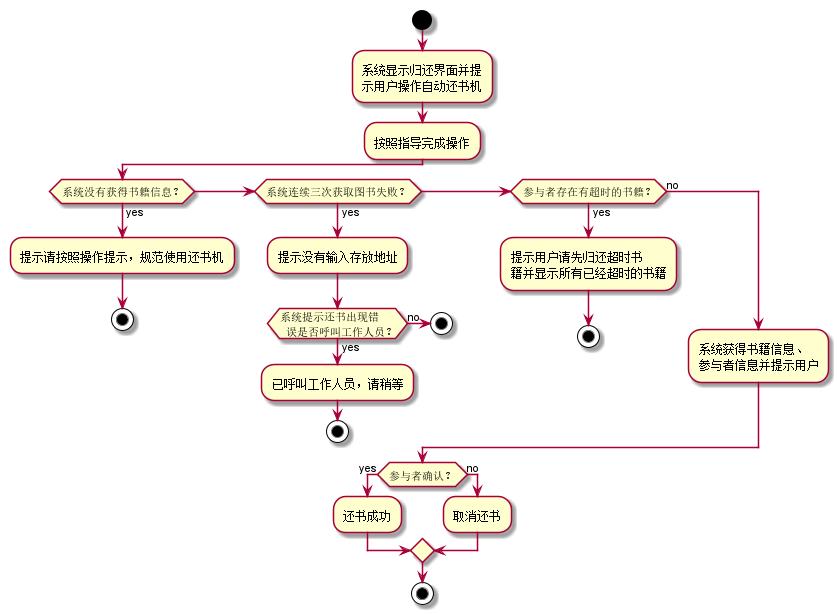 系统显示归还界面并提
示用户操作自动还书机
按照指导完成操作
系统没有获得书籍信息？
yes
提示请按照操作提示，规范使用还书机
系统连续三次获取图书失败？
yes
提示没有输入存放地址
系统提示还书出现错
误是否呼叫工作人员？
no
yes
已呼叫工作人员，请稍等
参与者存在有超时的书籍？
no
yes
提示用户请先归还超时书
籍并显示所有已经超时的书籍
系统获得书籍信息、
参与者信息并提示用户
参与者确认？
yes
no
还书成功
取消还书